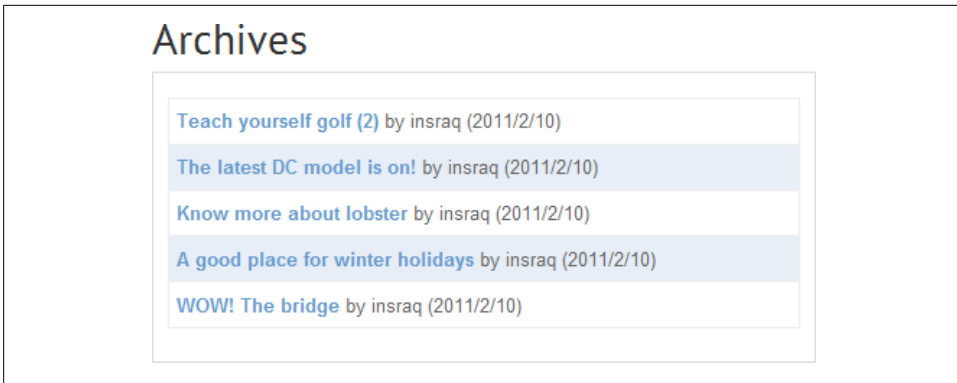 Archives
Teach yourself golf (2) by insraq (2011/2/10)
The latest DC model is on! by insraq (2011/2/10)
Know more about lobster by insraq (2011/2/10)
A good place for winter holidays by insraq (2011/2/10)
WOW! The bridge by insraq (2011/2/10)